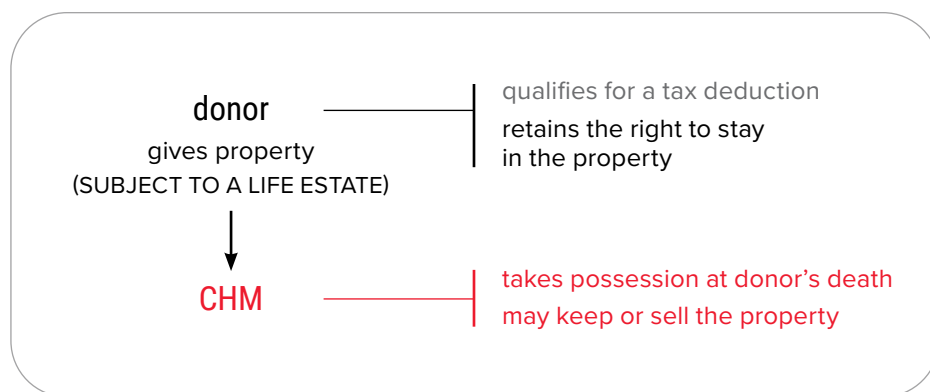 donor
gives property
(SUBJECT TO A LIFE ESTATE)
qualifies for a tax deduction
retains the right to stay
in the property
CHM
takes possession at donor’s death
may keep or sell the property